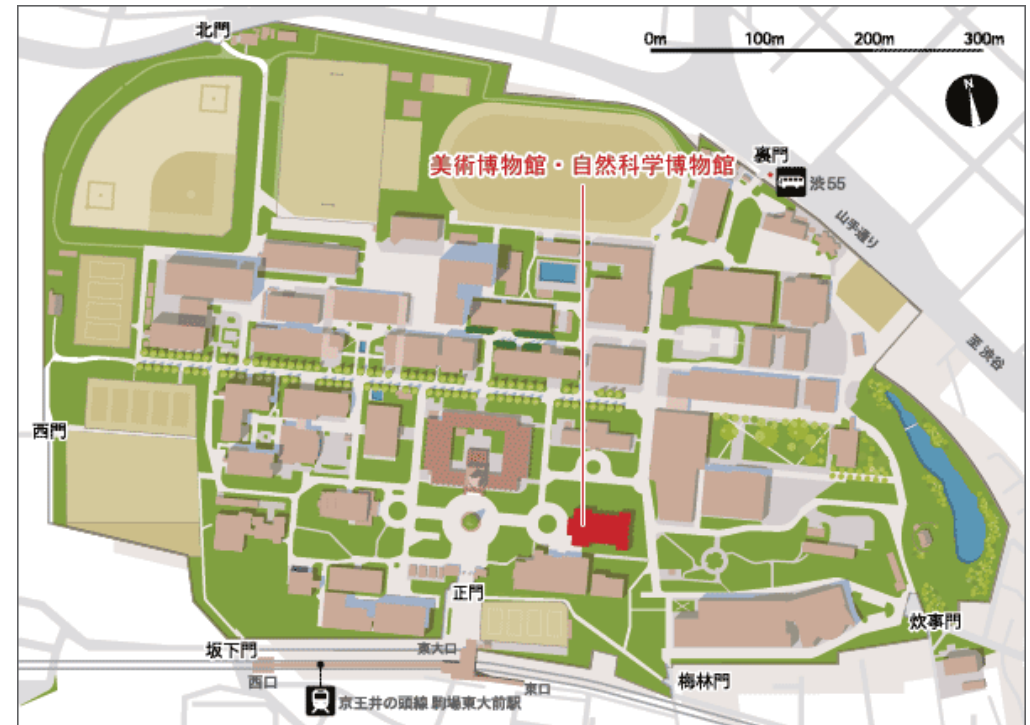 北門
0m 100m 200m 300m
N
美術博物館・自然科学博物館
裏門
渋55
山手通り
至 渋谷
西門
正門
炊事門
坂下門
東大口
西口
東口
梅林門
京王井の頭線 駒場東大前駅